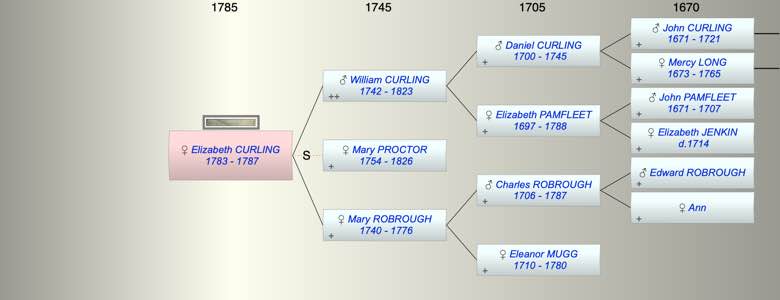 1785 1745 1705 1670
♂ John CURLING
1671 - 1721
+
♂ Daniel CURLING
1700 - 1745
+
♀ Mercy LONG
1673 - 1765
+
♂ William CURLING
1742 - 1823
++
♂ John PAMFLEET
1671 - 1707
+
♀ Elizabeth PAMFLEET
1697 - 1788
+
♀ Elizabeth JENKIN
d.1714
+
♀ Elizabeth CURLING
1783 - 1787
S
♀ Mary PROCTOR
1754 - 1826
+
♂ Edward ROBROUGH
+
♂ Charles ROBROUGH
1706 - 1787
+
♀ Ann
+
♀ Mary ROBROUGH
1740 - 1776
+
♀ Eleanor MUGG
1710 - 1780
+